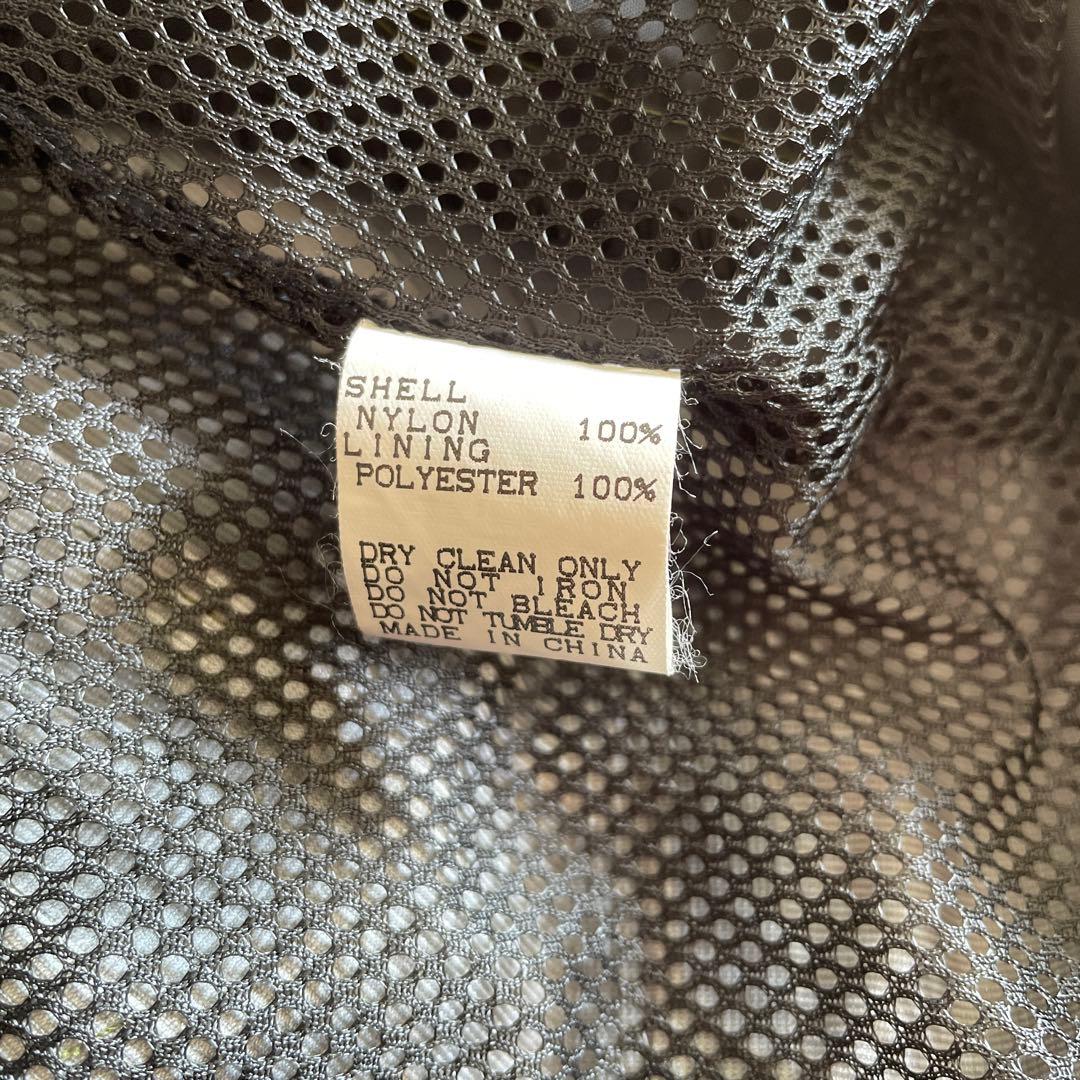 SHELL
NYLON 100%
LINING
POLYESTER 100%
DRY CLEAN ONLY
DO NOT IRON
DO NOT BLEACH
DO NOT TUMBLE DRY
MADE IN CHINA